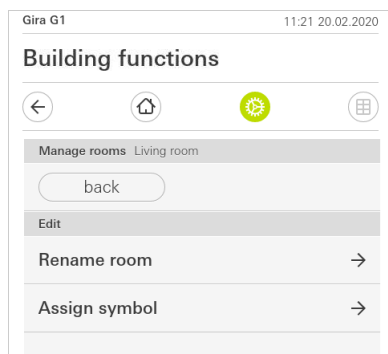 Gira G1 11:21 20.02.2020
Building functions
Manage rooms Living room
back
Edit
Rename room
Assign symbol